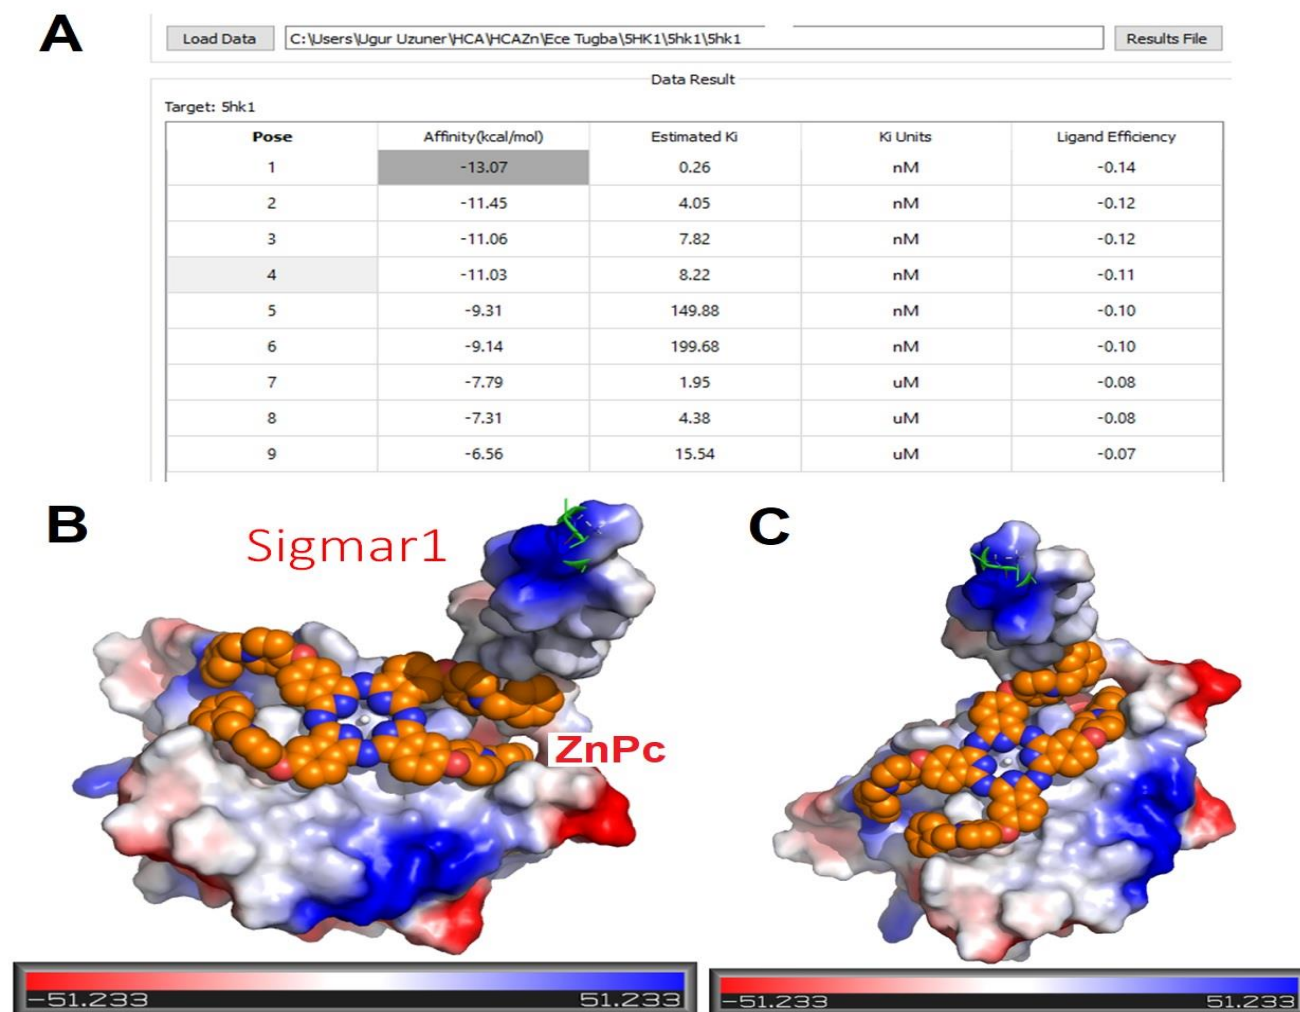 A
Load Data C:\Users\Ugur Uzuner\HCA\HCAZn\Ece Tugba\5HK1\5hk1\5hk1 Results File
Data Result
Target: 5hk1
Pose Affinity(kcal/mol) Estimated Ki Ki Units Ligand Efficiency
1 -13.07 0.26 nM -0.14
2 -11.45 4.05 nM -0.12
3 -11.06 7.82 nM -0.12
4 -11.03 8.22 nM -0.11
5 -9.31 149.88 nM -0.10
6 -9.14 199.68 nM -0.10
7 -7.79 1.95 uM -0.08
8 -7.31 4.38 uM -0.08
9 -6.56 15.54 uM -0.07
B
Sigmar1
C
ZnPc
-51.233 51.233
-51.233 51.233